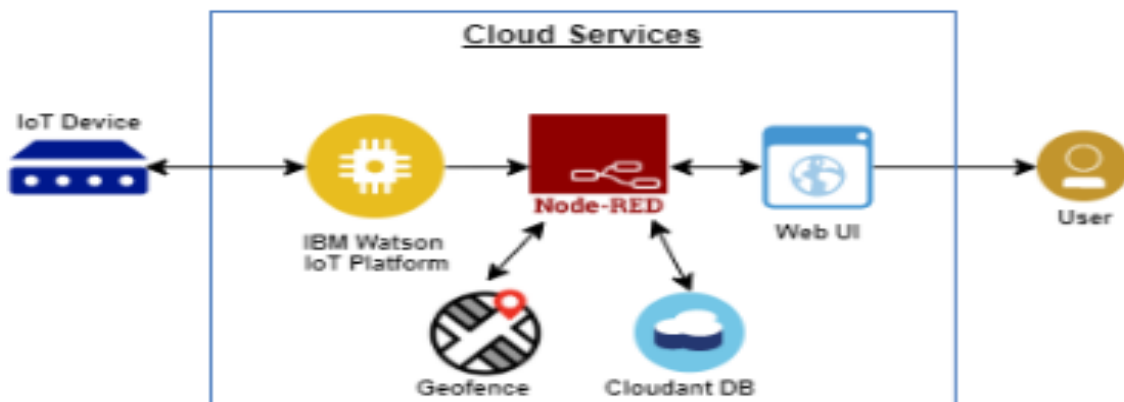 Cloud Services
IoT Device
Node-RED
IBM Watson
IoT Platform
Web UI
User
Geofence
Cloudant DB